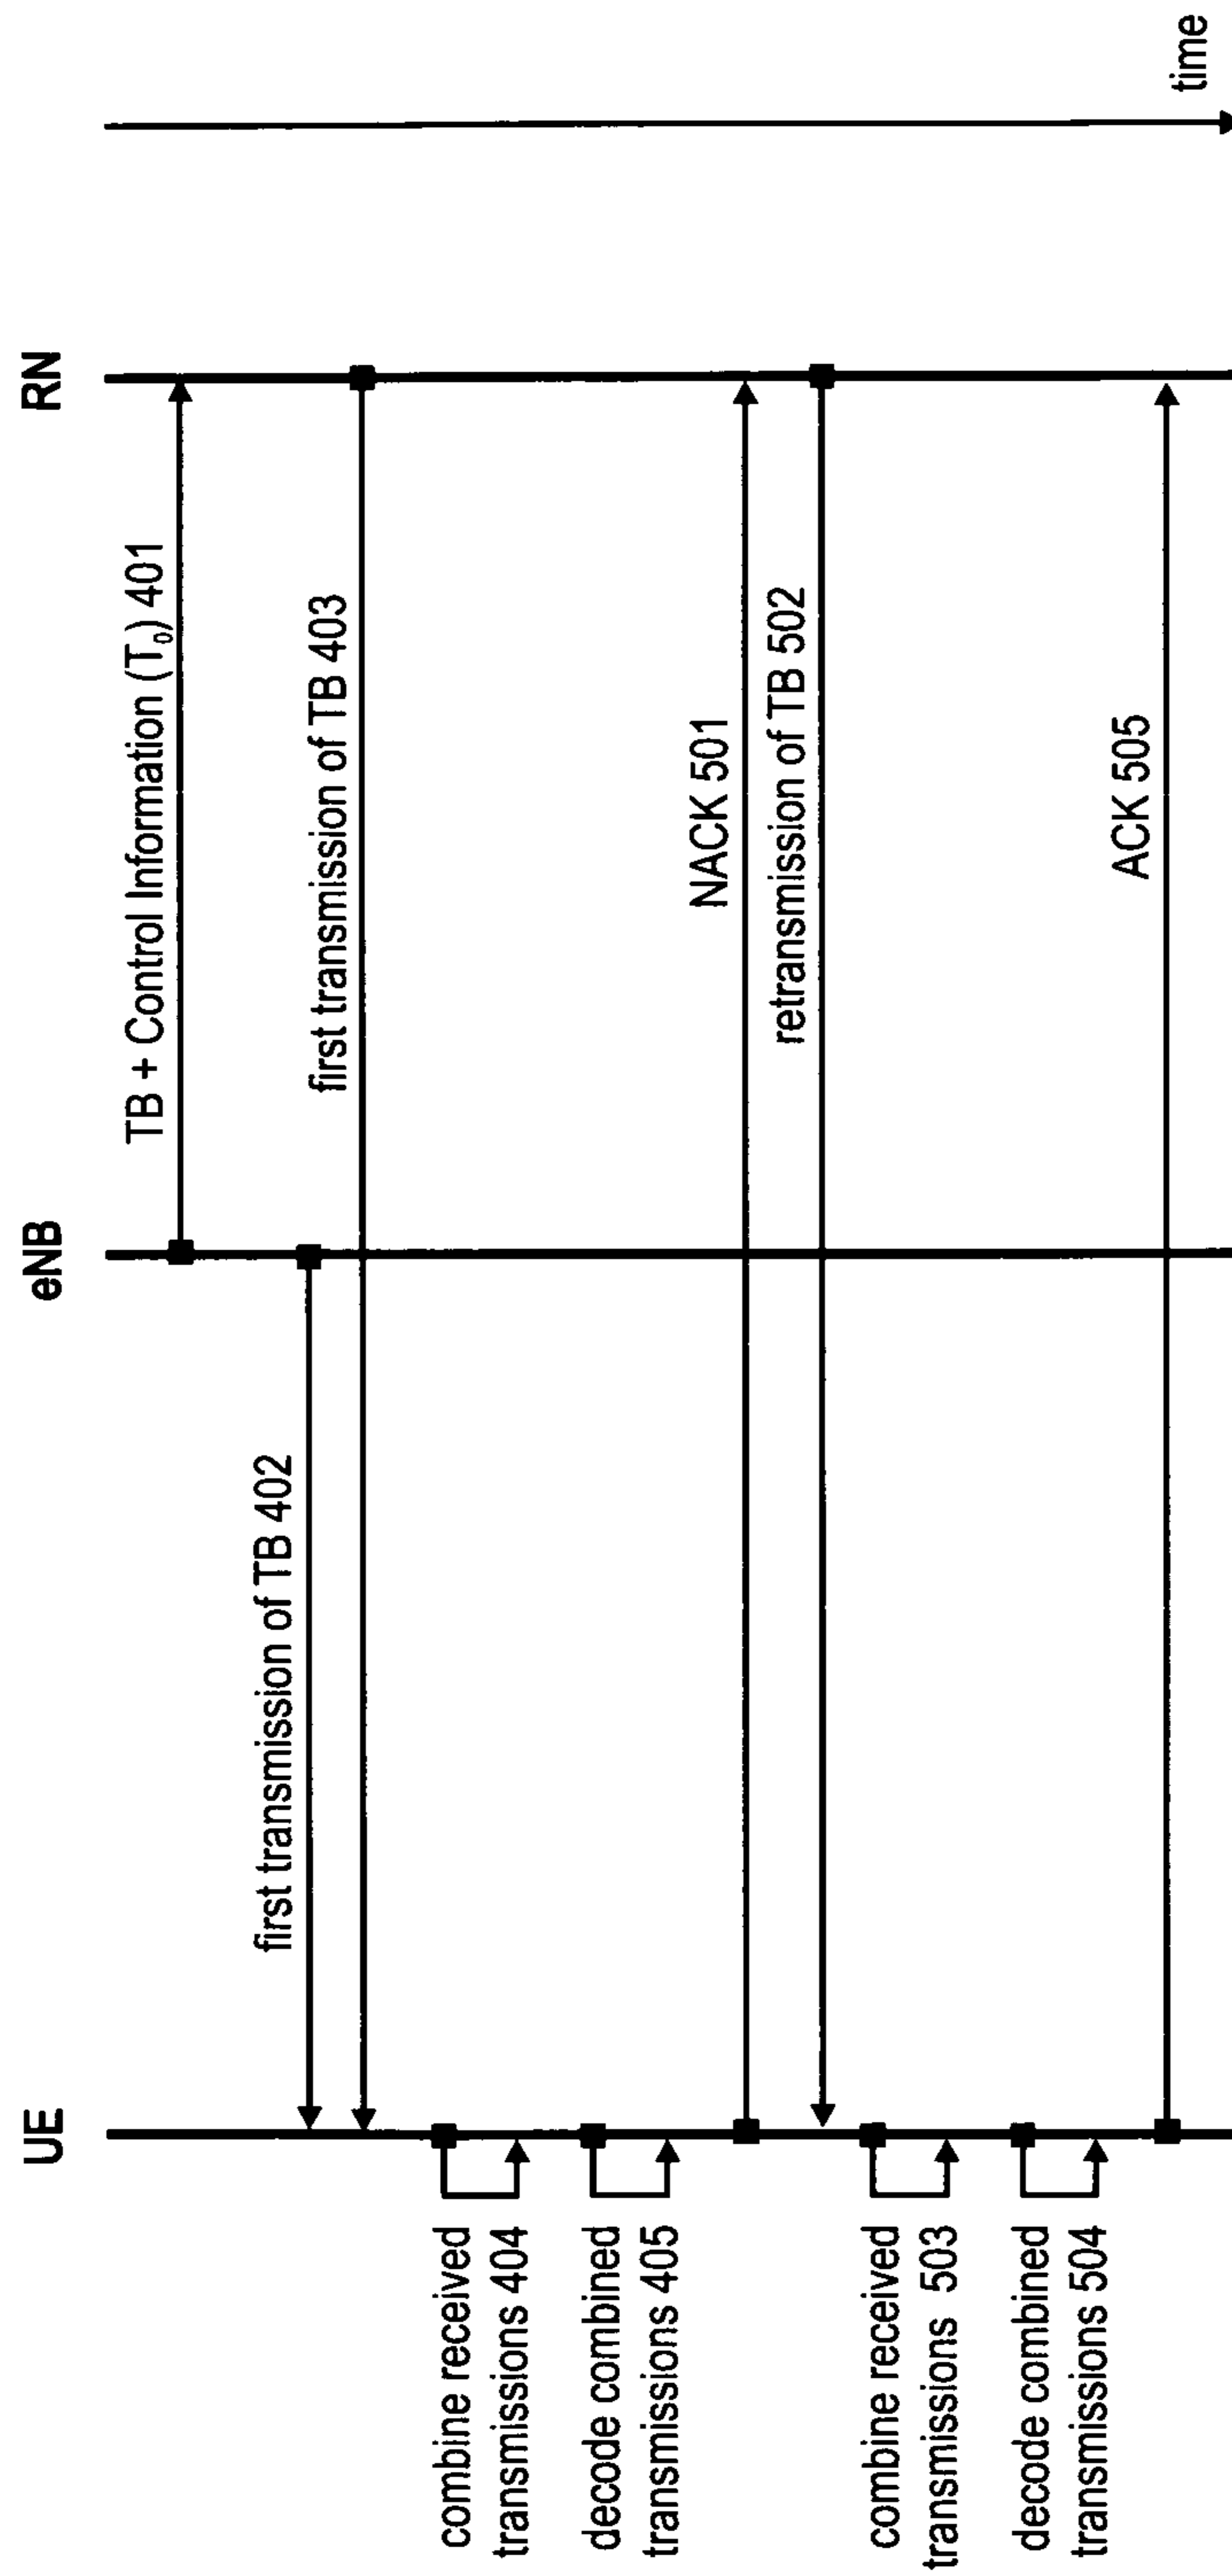 UE
eNB
RN
TB + Control Information (T₀) 401
first transmission of TB 402
first transmission of TB 403
combine received
transmissions 404
decode combined
transmissions 405
NACK 501
retransmission of TB 502
combine received
transmissions 503
decode combined
transmissions 504
ACK 505
time